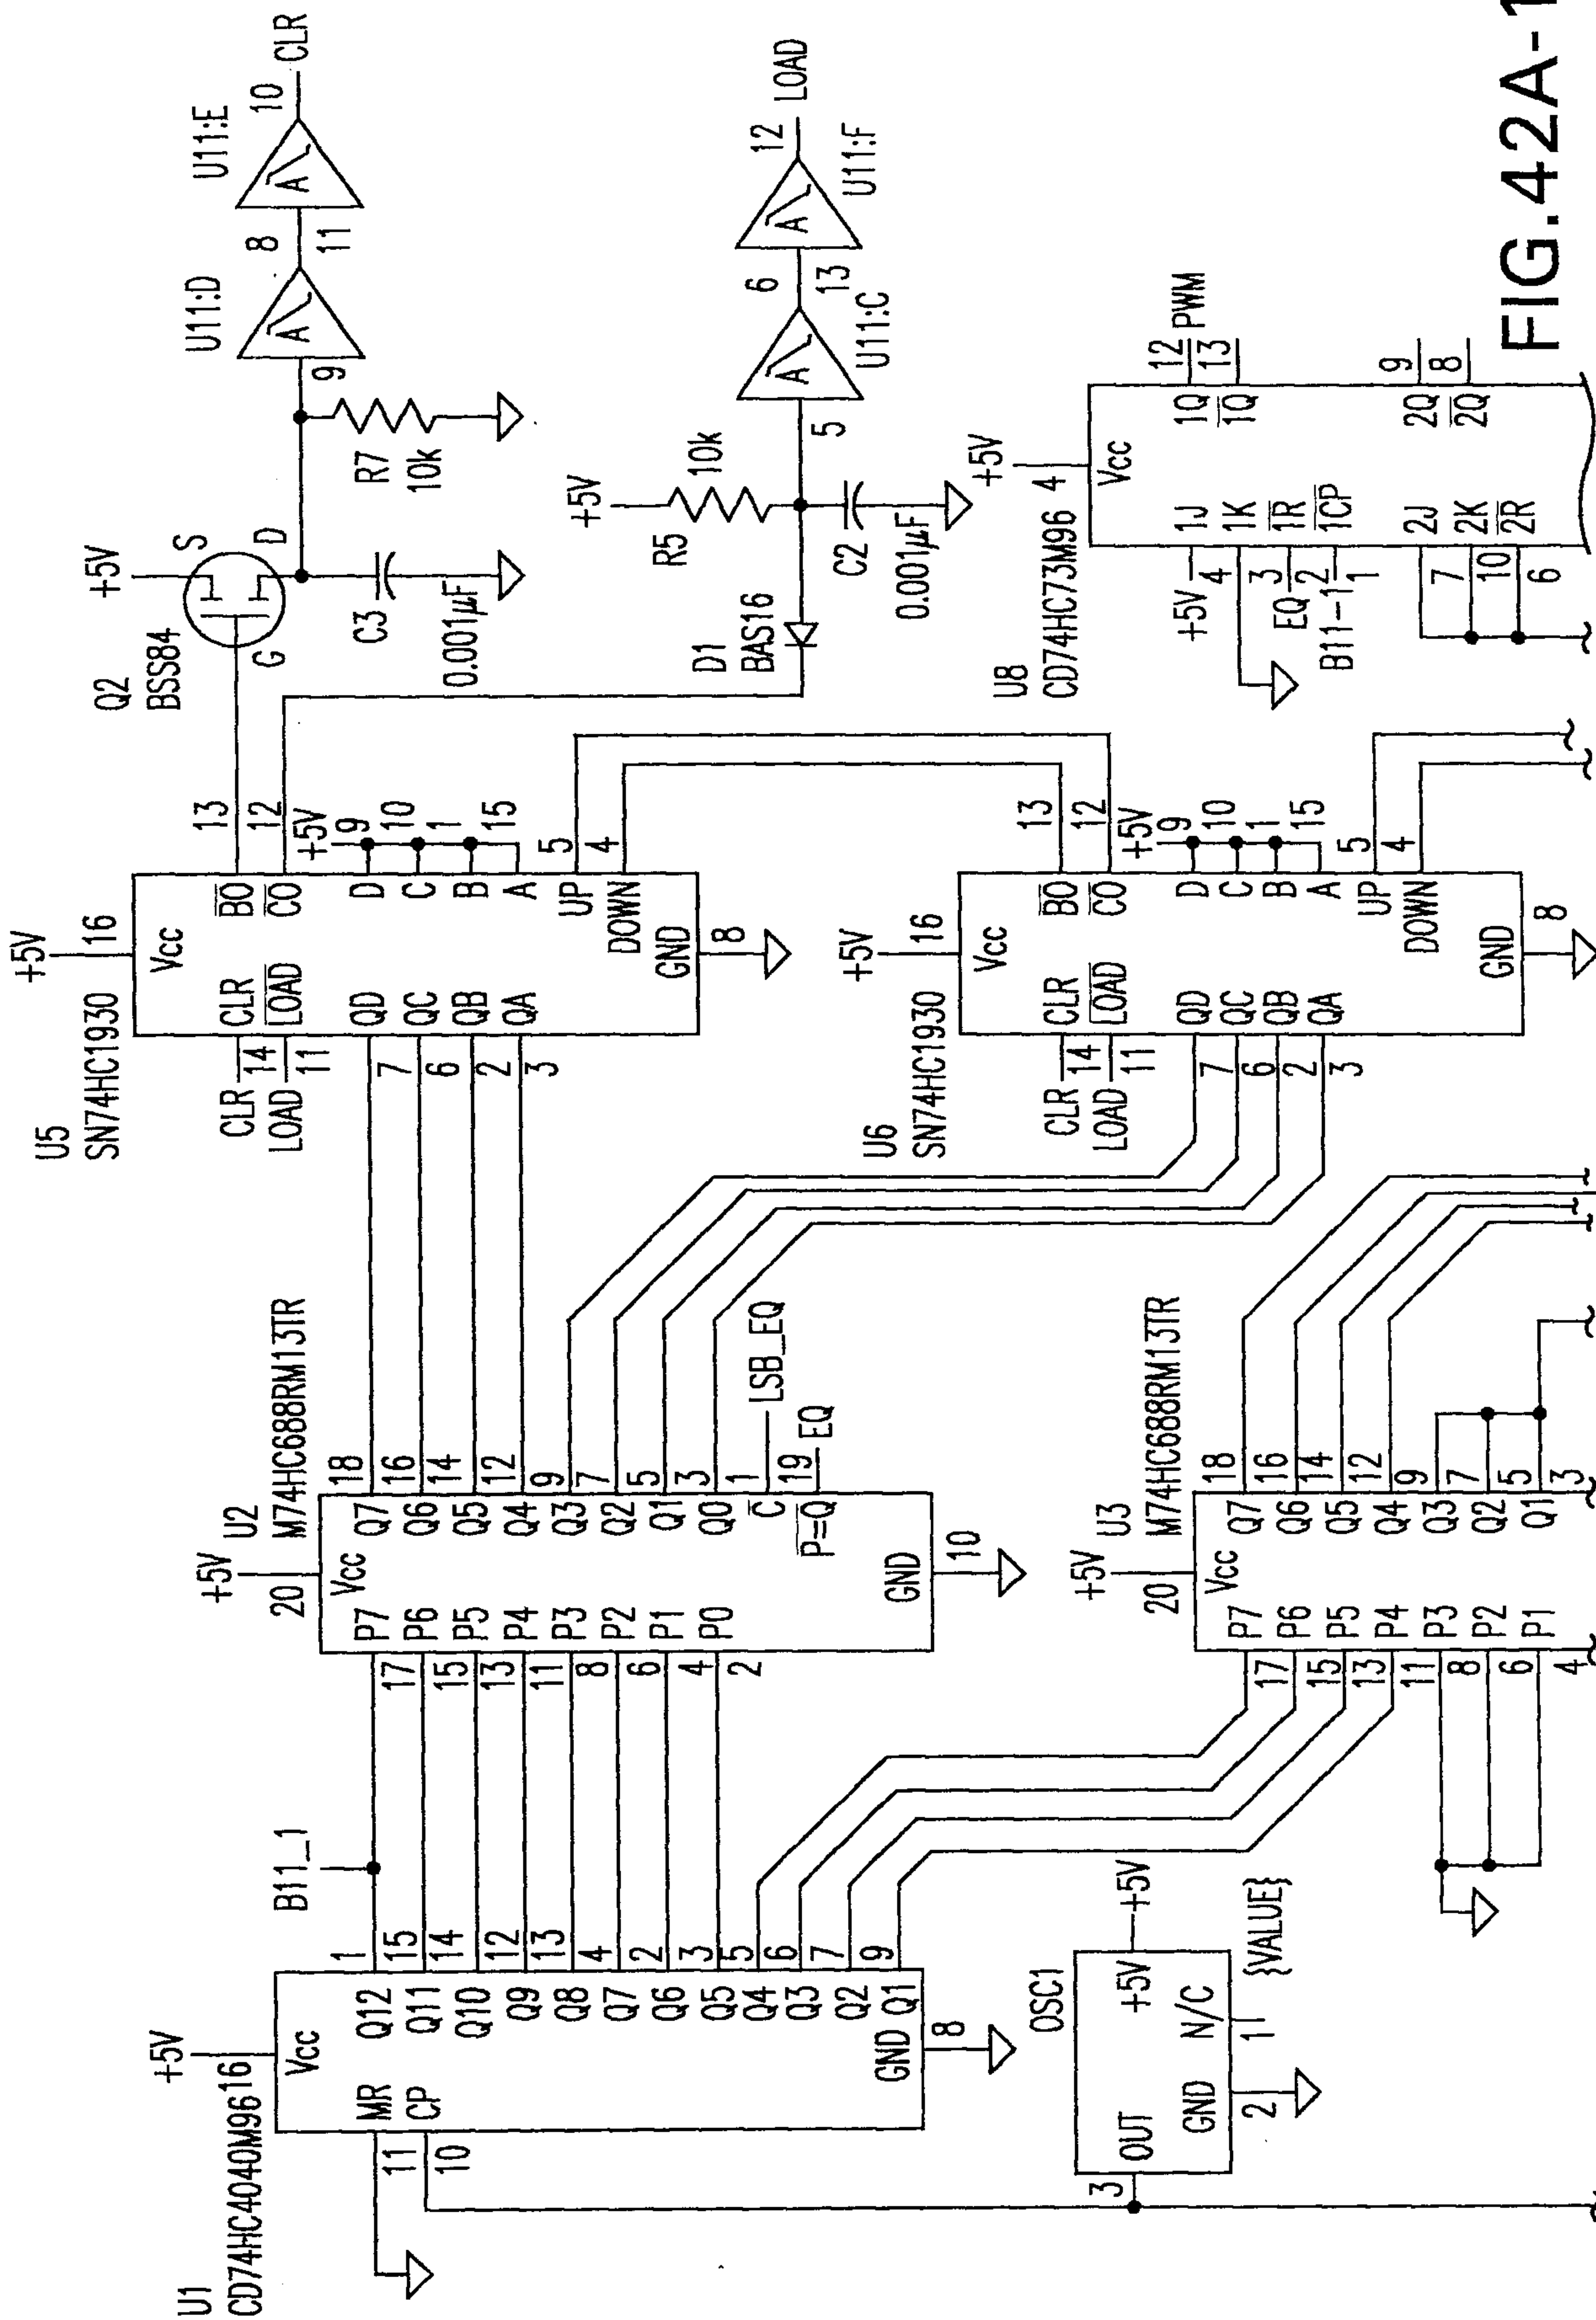 U1
CD74HC4040M96
+5V
16
Vcc
MR
CP
11
10
Q12
Q11
Q10
Q9
Q8
Q7
Q6
Q5
Q4
Q3
Q2
Q1
GND
8
1
15
14
12
13
4
2
3
5
6
7
9
B11_1
OSC1
OUT
3
+5V
+5V
GND
2
N/C
1
{VALUE}
U2
M74HC688RM13TR
+5V
20
Vcc
P7
P6
P5
P4
P3
P2
P1
P0
17
15
13
11
8
6
4
2
Q7
Q6
Q5
Q4
Q3
Q2
Q1
Q0
C
P=Q
GND
10
18
16
14
12
9
7
5
3
1
LSB_EQ
19
EQ
U3
M74HC688RM13TR
+5V
20
Vcc
P7
P6
P5
P4
P3
P2
P1
17
15
13
11
8
6
4
Q7
Q6
Q5
Q4
Q3
Q2
Q1
18
16
14
12
9
7
5
3
U5
SN74HC1930
+5V
16
Vcc
CLR
LOAD
CLR
14
LOAD
11
QD
QC
QB
QA
7
6
2
3
BO
CO
D
C
B
A
UP
DOWN
GND
8
13
12
+5V
9
10
1
15
5
4
U6
SN74HC1930
+5V
16
Vcc
CLR
LOAD
CLR
14
LOAD
11
QD
QC
QB
QA
7
6
2
3
BO
CO
D
C
B
A
UP
DOWN
GND
8
13
12
+5V
9
10
1
15
5
4
Q2
BSS84
+5V
S
D
G
C3
0.001µF
R7
10k
9
U11:D
A
8
11
U11:E
A
10
CLR
D1
BAS16
+5V
R5
10k
C2
0.001µF
5
U11:C
A
6
13
U11:F
A
12
LOAD
U8
CD74HC73M96
+5V
4
Vcc
+5V
4
3
EQ
2
B11-1
1
7
10
6
1J
1K
1R
1CP
2J
2K
2R
1Q
1Q
2Q
2Q
12
PWM
13
9
8
FIG.42A-1